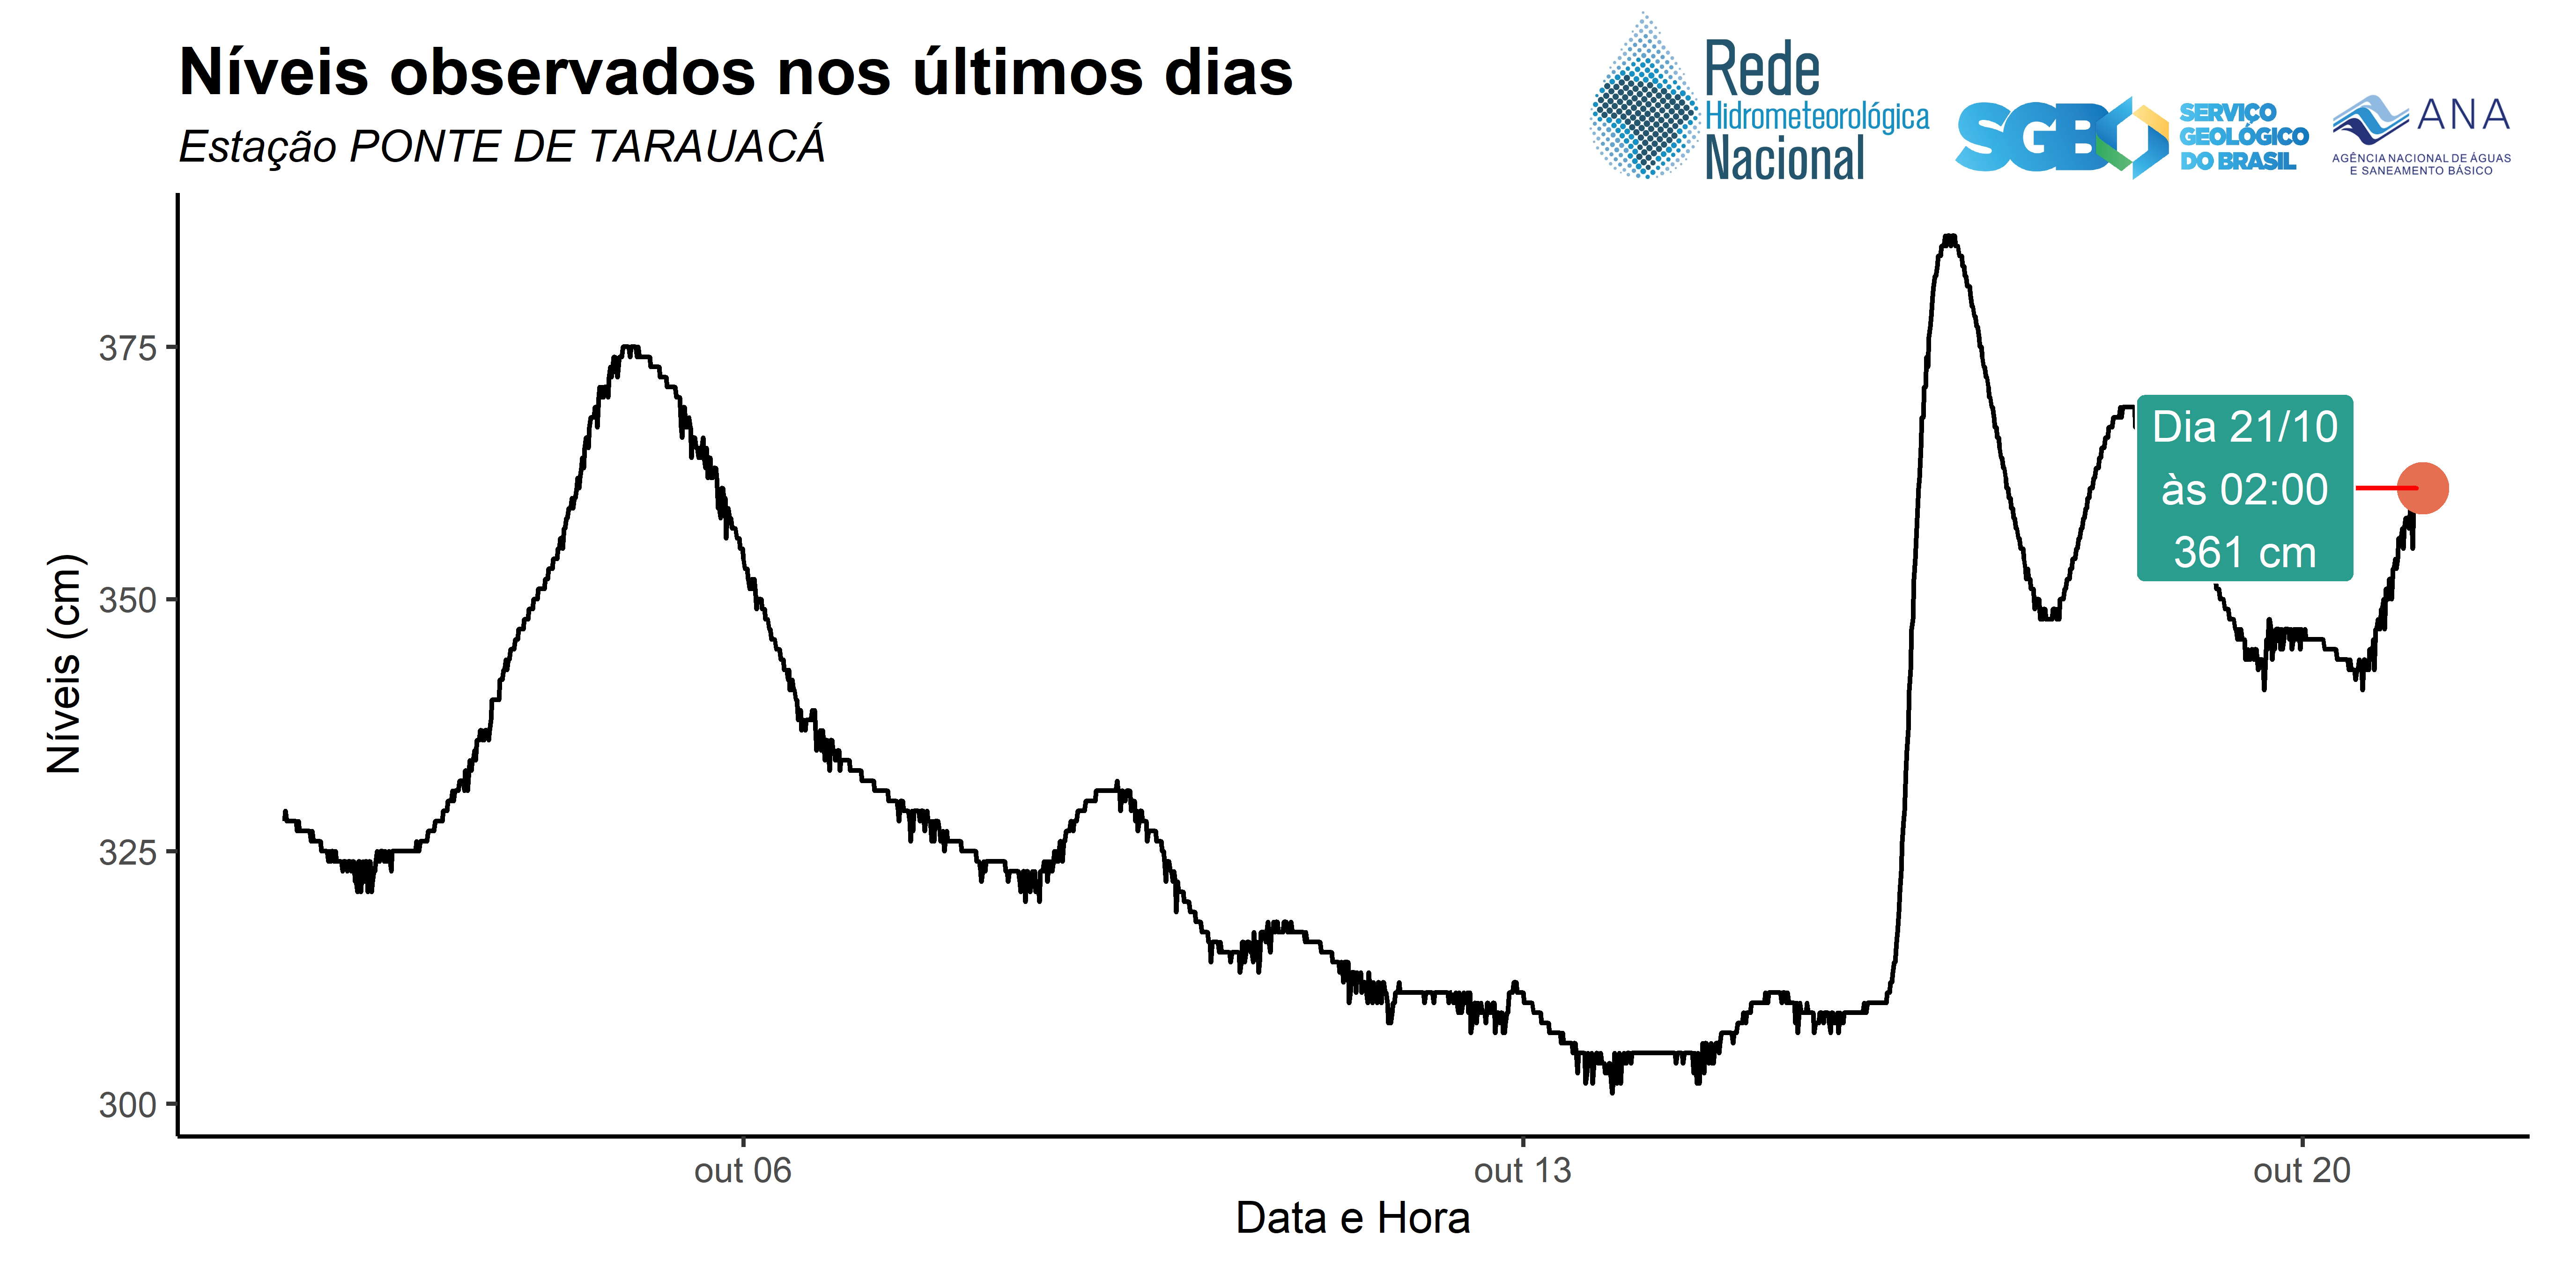 Níveis observados nos últimos dias
Estação PONTE DE TARAUACÁ
Rede
Hidrometeorológica
Nacional
SGB
SERVIÇO
GEOLÓGICO
DO BRASIL
ANA
AGÊNCIA NACIONAL DE ÁGUAS
E SANEAMENTO BÁSICO
Níveis (cm)
375
350
325
300
Dia 21/10
às 02:00
361 cm
out 06
out 13
out 20
Data e Hora